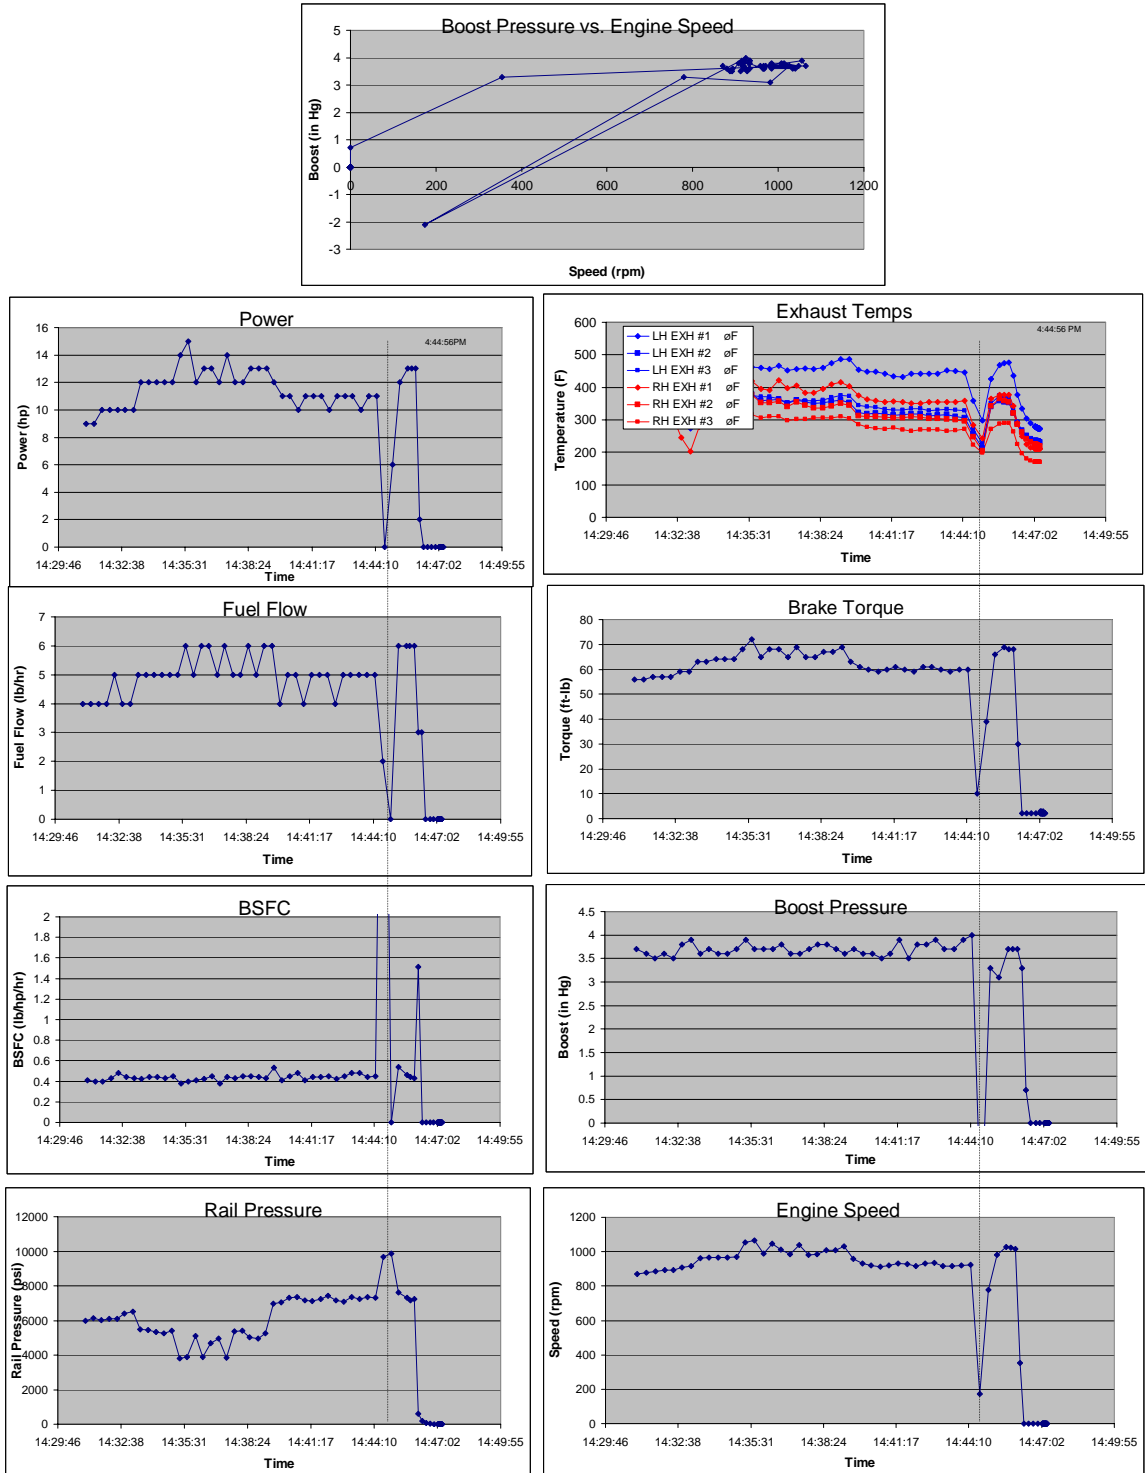 Boost Pressure vs. Engine Speed
5
4
3
2
1
0
-1
-2
-3
0 200 400 600 800 1000 1200
Boost (in Hg)
Speed (rpm)
Power
16
14
12
10
8
6
4
2
0
Power (hp)
4:44:56PM
14:29:46 14:32:38 14:35:31 14:38:24 14:41:17 14:44:10 14:47:02 14:49:55
Time
Exhaust Temps
600
500
400
300
200
100
0
Temperature (F)
LH EXH #1 øF
LH EXH #2 øF
LH EXH #3 øF
RH EXH #1 øF
RH EXH #2 øF
RH EXH #3 øF
4:44:56 PM
14:29:46 14:32:38 14:35:31 14:38:24 14:41:17 14:44:10 14:47:02 14:49:55
Time
Fuel Flow
7
6
5
4
3
2
1
0
Fuel Flow (lb/hr)
14:29:46 14:32:38 14:35:31 14:38:24 14:41:17 14:44:10 14:47:02 14:49:55
Time
Brake Torque
80
70
60
50
40
30
20
10
0
Torque (ft-lb)
14:29:46 14:32:38 14:35:31 14:38:24 14:41:17 14:44:10 14:47:02 14:49:55
Time
BSFC
2
1.8
1.6
1.4
1.2
1
0.8
0.6
0.4
0.2
0
BSFC (lb/hp/hr)
14:29:46 14:32:38 14:35:31 14:38:24 14:41:17 14:44:10 14:47:02 14:49:55
Time
Boost Pressure
4.5
4
3.5
3
2.5
2
1.5
1
0.5
0
Boost (in Hg)
14:29:46 14:32:38 14:35:31 14:38:24 14:41:17 14:44:10 14:47:02 14:49:55
Time
Rail Pressure
12000
10000
8000
6000
4000
2000
0
Rail Pressure (psi)
14:29:46 14:32:38 14:35:31 14:38:24 14:41:17 14:44:10 14:47:02 14:49:55
Time
Engine Speed
1200
1000
800
600
400
200
0
Speed (rpm)
14:29:46 14:32:38 14:35:31 14:38:24 14:41:17 14:44:10 14:47:02 14:49:55
Time